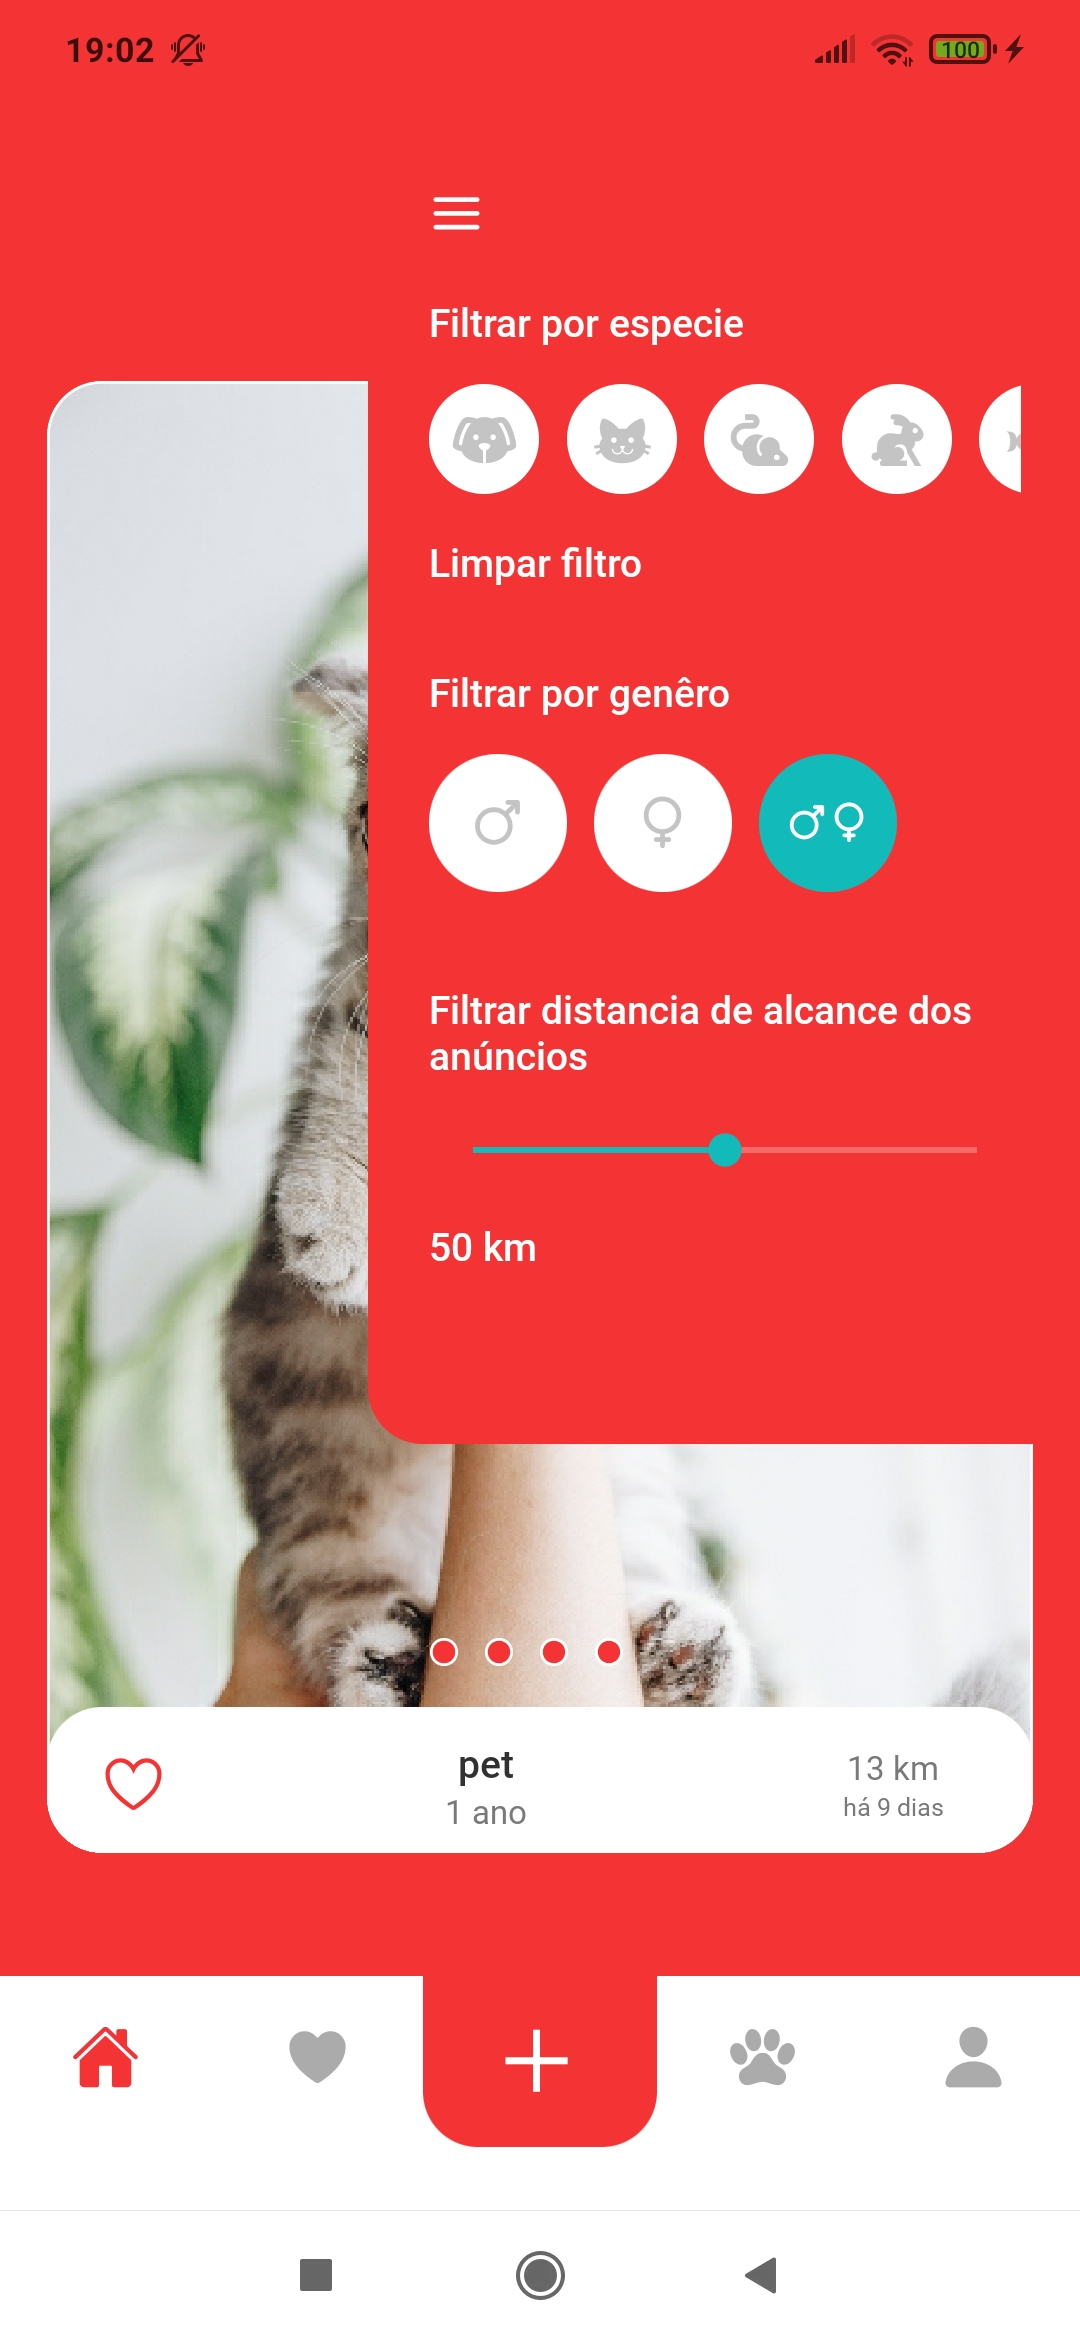 19:02
100
Filtrar por especie
Limpar filtro
Filtrar por genêro
Filtrar distancia de alcance dos
anúncios
50 km
pet
1 ano
13 km
há 9 dias